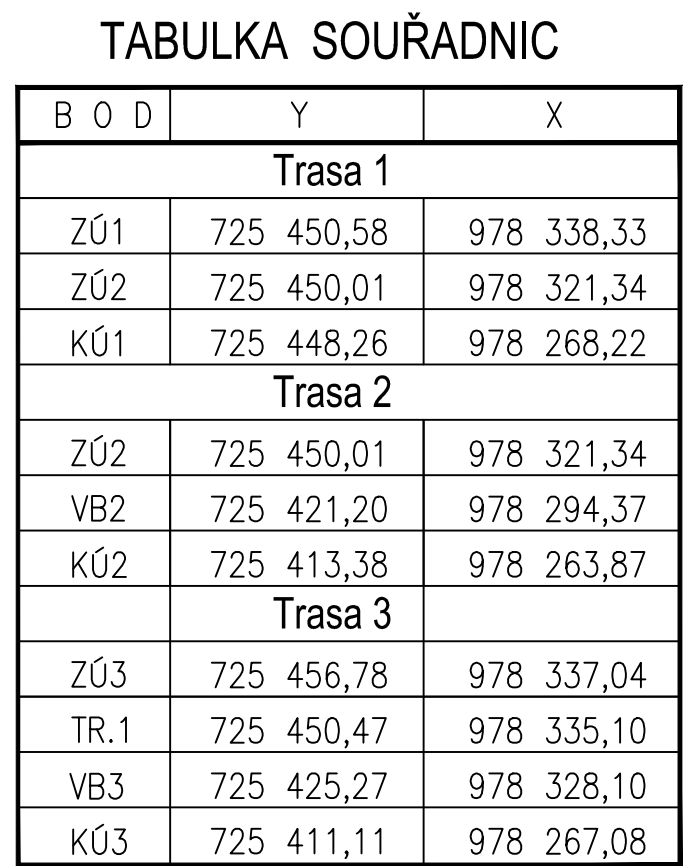 TABULKA SOUŘADNIC
B O D Y X
Trasa 1
ZÚ1 725 450,58 978 338,33
ZÚ2 725 450,01 978 321,34
KÚ1 725 448,26 978 268,22
Trasa 2
ZÚ2 725 450,01 978 321,34
VB2 725 421,20 978 294,37
KÚ2 725 413,38 978 263,87
Trasa 3
ZÚ3 725 456,78 978 337,04
TR.1 725 450,47 978 335,10
VB3 725 425,27 978 328,10
KÚ3 725 411,11 978 267,08